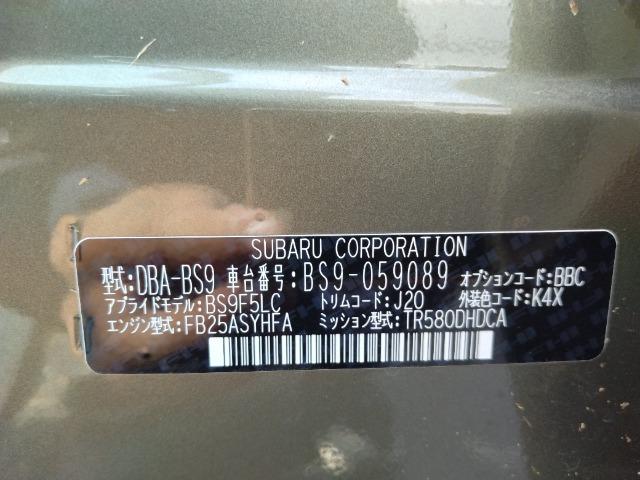 SUBARU CORPORATION
型式:DBA-BS9 車台番号:BS9-059089 オプションコード:BBC
アプライドモデル:BS9F5LC トリムコード:J20 外装色コード:K4X
エンジン型式:FB25ASYHFA ミッション型式:TR580DHDCA